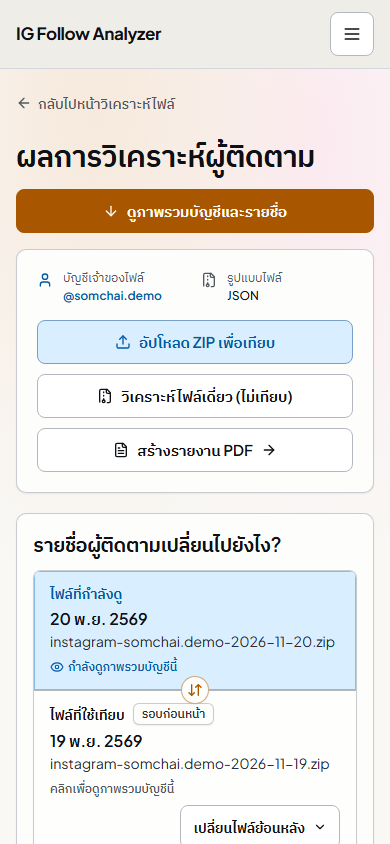 IG Follow Analyzer
กลับไปหน้าวิเคราะห์ไฟล์
ผลการวิเคราะห์ผู้ติดตาม
ดูภาพรวมบัญชีและรายชื่อ
บัญชีเจ้าของไฟล์
@somchai.demo
รูปแบบไฟล์
JSON
อัปโหลด ZIP เพื่อเทียบ
วิเคราะห์ไฟล์เดี่ยว (ไม่เทียบ)
สร้างรายงาน PDF
รายชื่อผู้ติดตามเปลี่ยนไปยังไง?
ไฟล์ที่กำลังดู
20 พ.ย. 2569
instagram-somchai.demo-2026-11-20.zip
กำลังดูภาพรวมบัญชีนี้
ไฟล์ที่ใช้เทียบ รอบก่อนหน้า
19 พ.ย. 2569
instagram-somchai.demo-2026-11-19.zip
คลิกเพื่อดูภาพรวมบัญชีนี้
เปลี่ยนไฟล์ย้อนหลัง